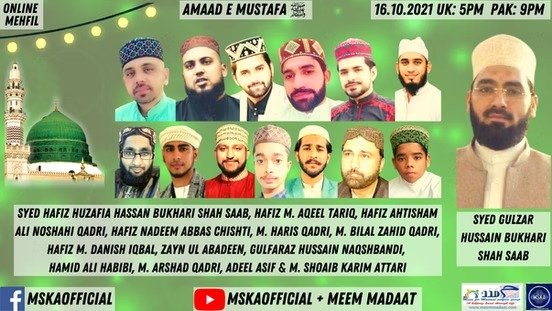 ONLINE
MEHFIL
AMAAD E MUSTAFA ﷺ
16.10.2021 UK: 5PM PAK: 9PM
SYED HAFIZ HUZAFIA HASSAN BUKHARI SHAH SAAB, HAFIZ M. AQEEL TARIQ, HAFIZ AHTISHAM
ALI NOSHAHI QADRI, HAFIZ NADEEM ABBAS CHISHTI, M. HARIS QADRI, M. BILAL ZAHID QADRI,
HAFIZ M. DANISH IQBAL, ZAYN UL ABADEEN, GULFARAZ HUSSAIN NAQSHBANDI,
HAMID ALI HABIBI, M. ARSHAD QADRI, ADEEL ASIF & M. SHOAIB KARIM ATTARI
SYED GULZAR
HUSSAIN BUKHARI
SHAH SAAB
MSKAOFFICIAL
MSKAOFFICIAL + MEEM MADAAT